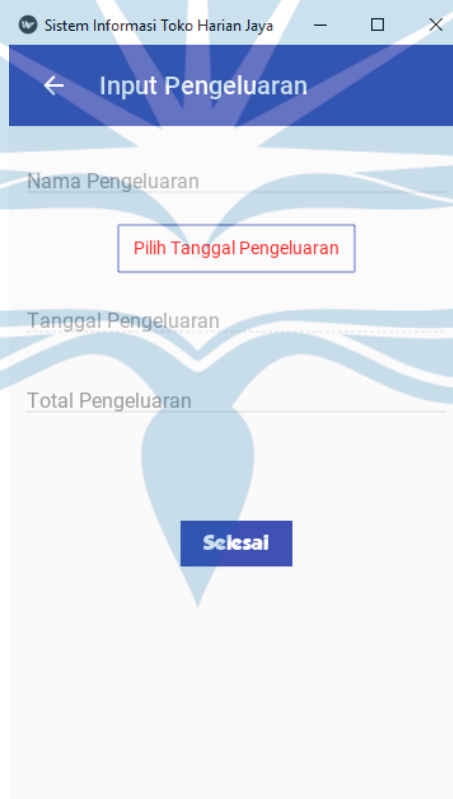 Sistem Informasi Toko Harian Jaya
Input Pengeluaran
Nama Pengeluaran
Pilih Tanggal Pengeluaran
Tanggal Pengeluaran
Total Pengeluaran
Selesai